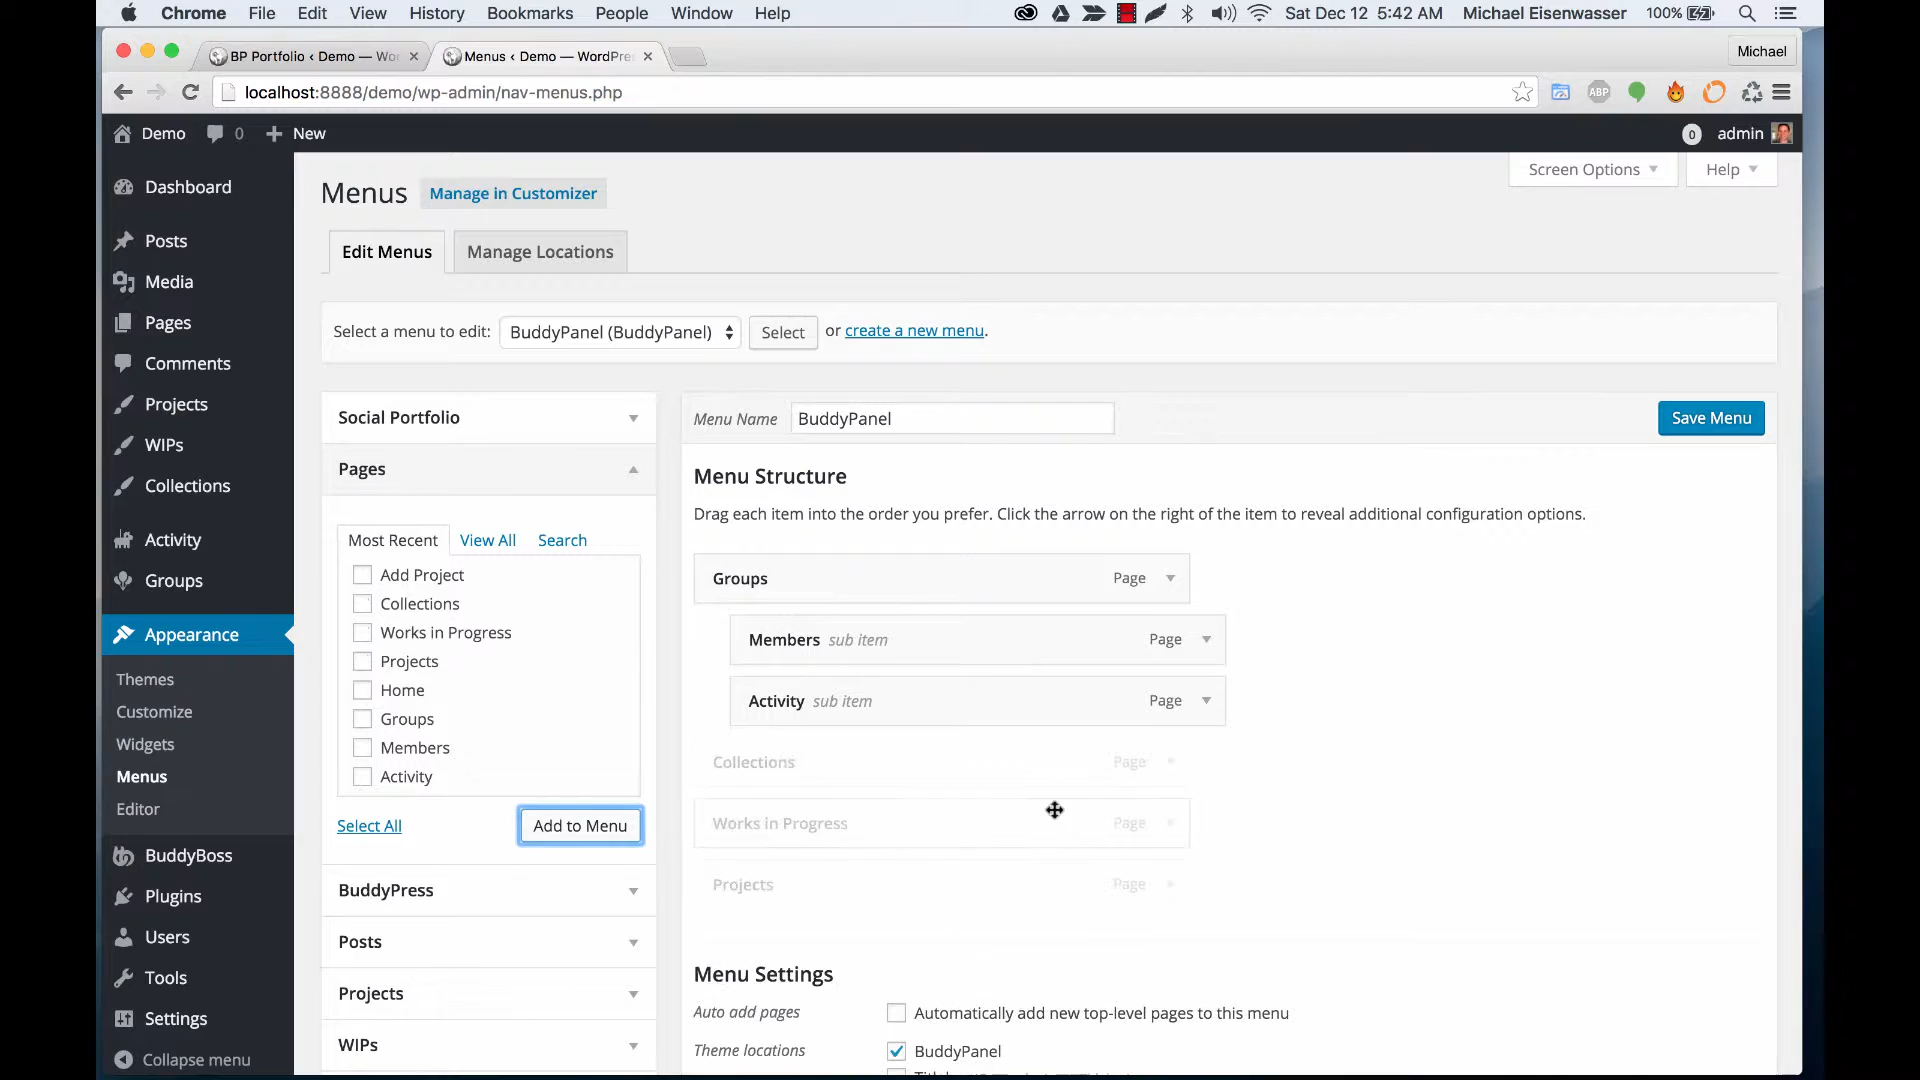 Chrome File Edit View History Bookmarks People Window Help Sat Dec 12 5:42 AM Michael Eisenwasser 100%
BP Portfolio ‹ Demo — Wo Menus ‹ Demo — WordPre Michael
localhost:8888/demo/wp-admin/nav-menus.php ABP
Demo 0 New 0 admin
Screen Options Help
Dashboard
Posts
Media
Pages
Comments
Projects
WIPs
Collections
Activity
Groups
Appearance
Themes
Customize
Widgets
Menus
Editor
BuddyBoss
Plugins
Users
Tools
Settings
Collapse menu
Menus Manage in Customizer
Edit Menus Manage Locations
Select a menu to edit: BuddyPanel (BuddyPanel) Select or create a new menu.
Social Portfolio
Pages
Most Recent View All Search
Add Project
Collections
Works in Progress
Projects
Home
Groups
Members
Activity
Select All Add to Menu
BuddyPress
Posts
Projects
WIPs
Menu Name BuddyPanel Save Menu
Menu Structure
Drag each item into the order you prefer. Click the arrow on the right of the item to reveal additional configuration options.
Groups Page
Members sub item Page
Activity sub item Page
Collections Page
Works in Progress Page
Projects Page
Menu Settings
Auto add pages Automatically add new top-level pages to this menu
Theme locations BuddyPanel